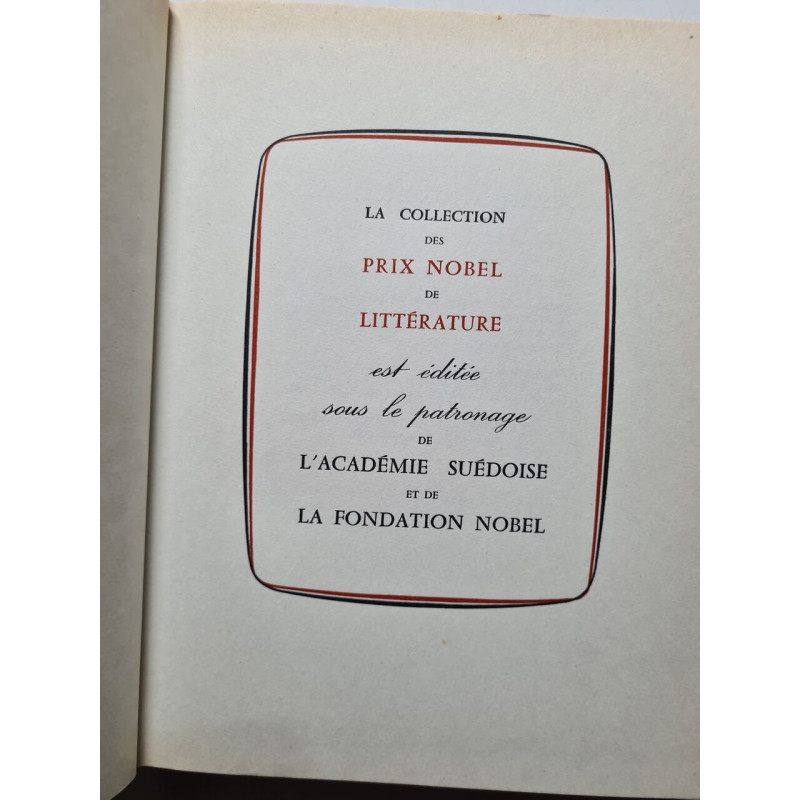 LA COLLECTION
DES
PRIX NOBEL
DE
LITTÉRATURE
est éditée
sous le patronage
DE
L'ACADÉMIE SUÉDOISE
ET DE
LA FONDATION NOBEL